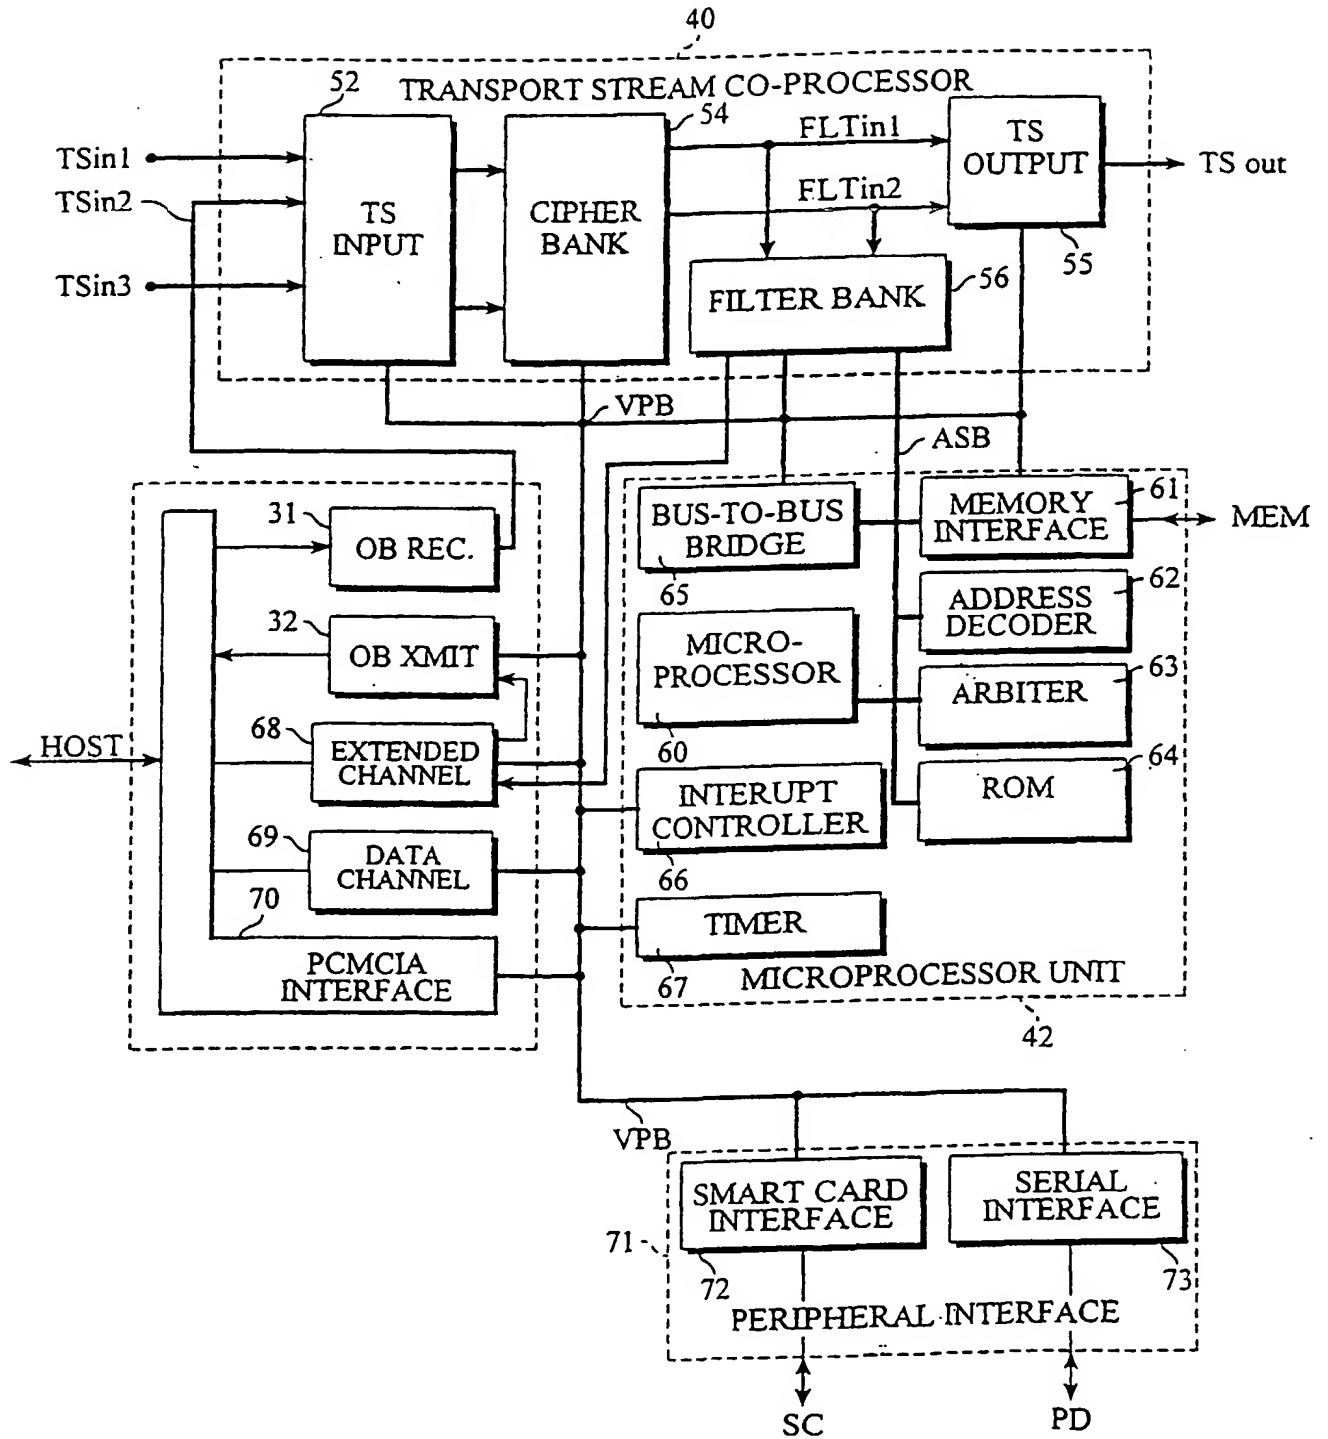 40
TRANSPORT STREAM CO-PROCESSOR
52
54
TSin1
TSin2
TSin3
TS
INPUT
CIPHER
BANK
FLTin1
FLTin2
TS
OUTPUT
TS out
55
56
FILTER BANK
VPB
ASB
31
OB REC.
32
OB XMIT
68
EXTENDED
CHANNEL
HOST
69
DATA
CHANNEL
70
PCMCIA
INTERFACE
BUS-TO-BUS
BRIDGE
65
MEMORY
INTERFACE
61
MEM
ADDRESS
DECODER
62
MICRO-
PROCESSOR
60
ARBITER
63
INTERUPT
CONTROLLER
66
ROM
64
TIMER
67
MICROPROCESSOR UNIT
42
VPB
SMART CARD
INTERFACE
72
SERIAL
INTERFACE
73
71
PERIPHERAL INTERFACE
SC
PD